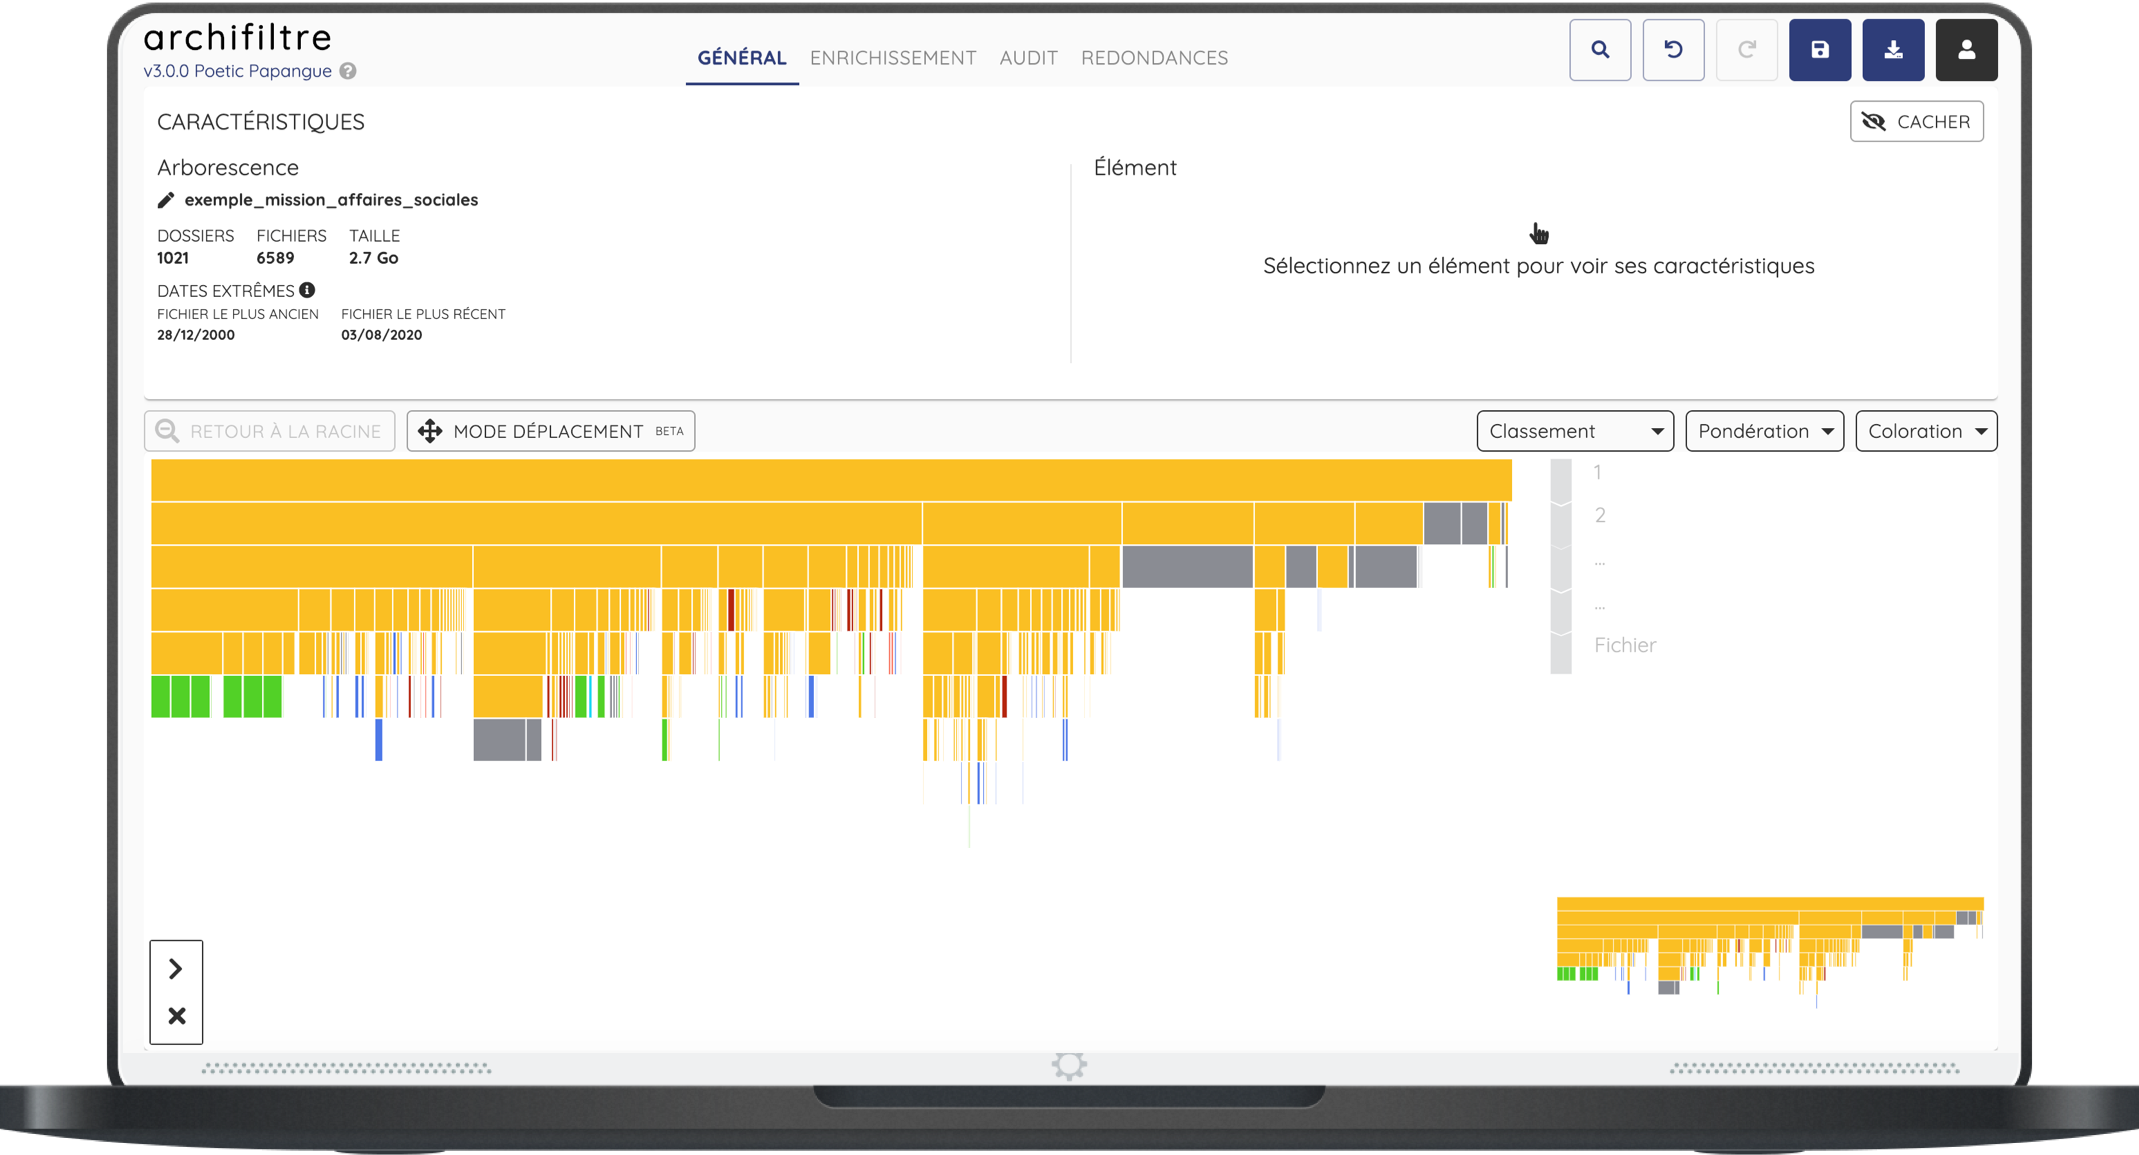 archifiltre
v3.0.0 Poetic Papangue ?
GÉNÉRAL ENRICHISSEMENT AUDIT REDONDANCES
CARACTÉRISTIQUES
CACHER
Arborescence
exemple_mission_affaires_sociales
DOSSIERS FICHIERS TAILLE
1021 6589 2.7 Go
DATES EXTRÊMES i
FICHIER LE PLUS ANCIEN FICHIER LE PLUS RÉCENT
28/12/2000 03/08/2020
Élément
Sélectionnez un élément pour voir ses caractéristiques
RETOUR À LA RACINE MODE DÉPLACEMENT BETA Classement Pondération Coloration
1
2
...
...
Fichier